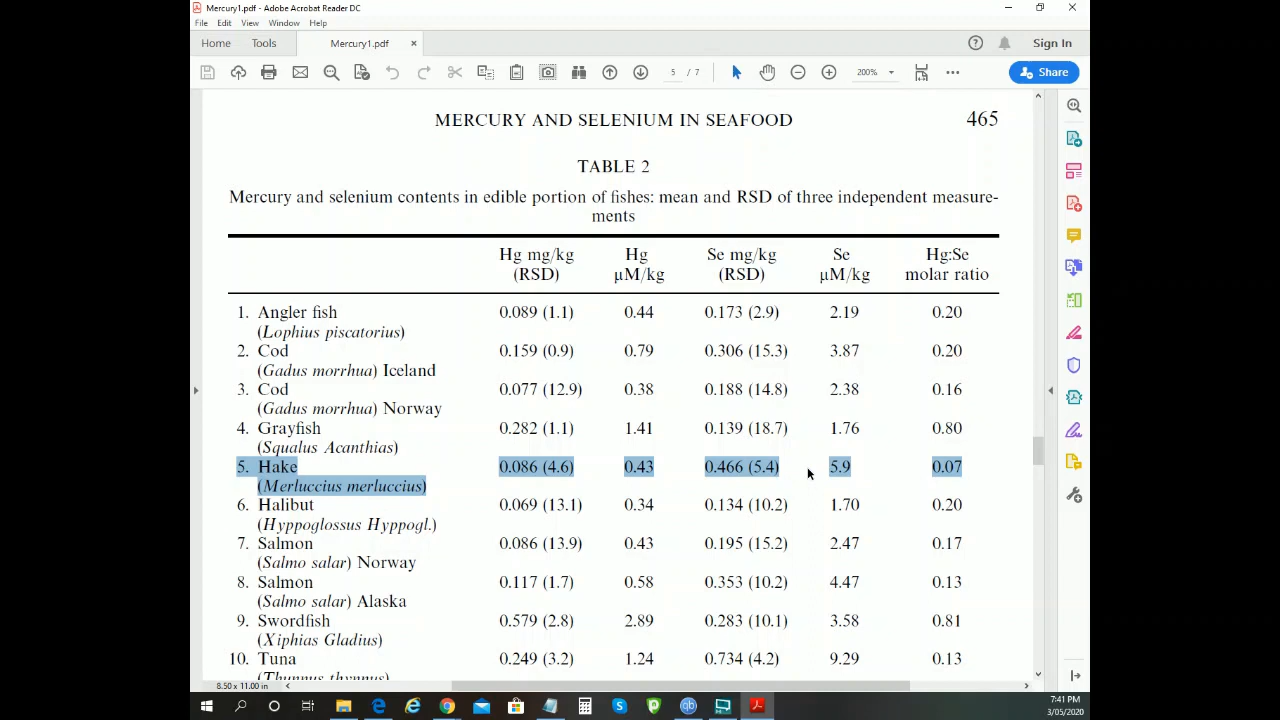 Mercury1.pdf - Adobe Acrobat Reader DC
File Edit View Window Help
Home Tools Mercury1.pdf × Sign In
5 / 7 200% Share
MERCURY AND SELENIUM IN SEAFOOD 465
TABLE 2
Mercury and selenium contents in edible portion of fishes: mean and RSD of three independent measure-
ments
Hg mg/kg Hg Se mg/kg Se Hg:Se
(RSD) μM/kg (RSD) μM/kg molar ratio
1. Angler fish 0.089 (1.1) 0.44 0.173 (2.9) 2.19 0.20
(Lophius piscatorius)
2. Cod 0.159 (0.9) 0.79 0.306 (15.3) 3.87 0.20
(Gadus morrhua) Iceland
3. Cod 0.077 (12.9) 0.38 0.188 (14.8) 2.38 0.16
(Gadus morrhua) Norway
4. Grayfish 0.282 (1.1) 1.41 0.139 (18.7) 1.76 0.80
(Squalus Acanthias)
5. Hake 0.086 (4.6) 0.43 0.466 (5.4) 5.9 0.07
(Merluccius merluccius)
6. Halibut 0.069 (13.1) 0.34 0.134 (10.2) 1.70 0.20
(Hyppoglossus Hyppogl.)
7. Salmon 0.086 (13.9) 0.43 0.195 (15.2) 2.47 0.17
(Salmo salar) Norway
8. Salmon 0.117 (1.7) 0.58 0.353 (10.2) 4.47 0.13
(Salmo salar) Alaska
9. Swordfish 0.579 (2.8) 2.89 0.283 (10.1) 3.58 0.81
(Xiphias Gladius)
10. Tuna 0.249 (3.2) 1.24 0.734 (4.2) 9.29 0.13
(Thunnus thynnus)
8.50 x 11.00 in
7:41 PM
3/05/2020